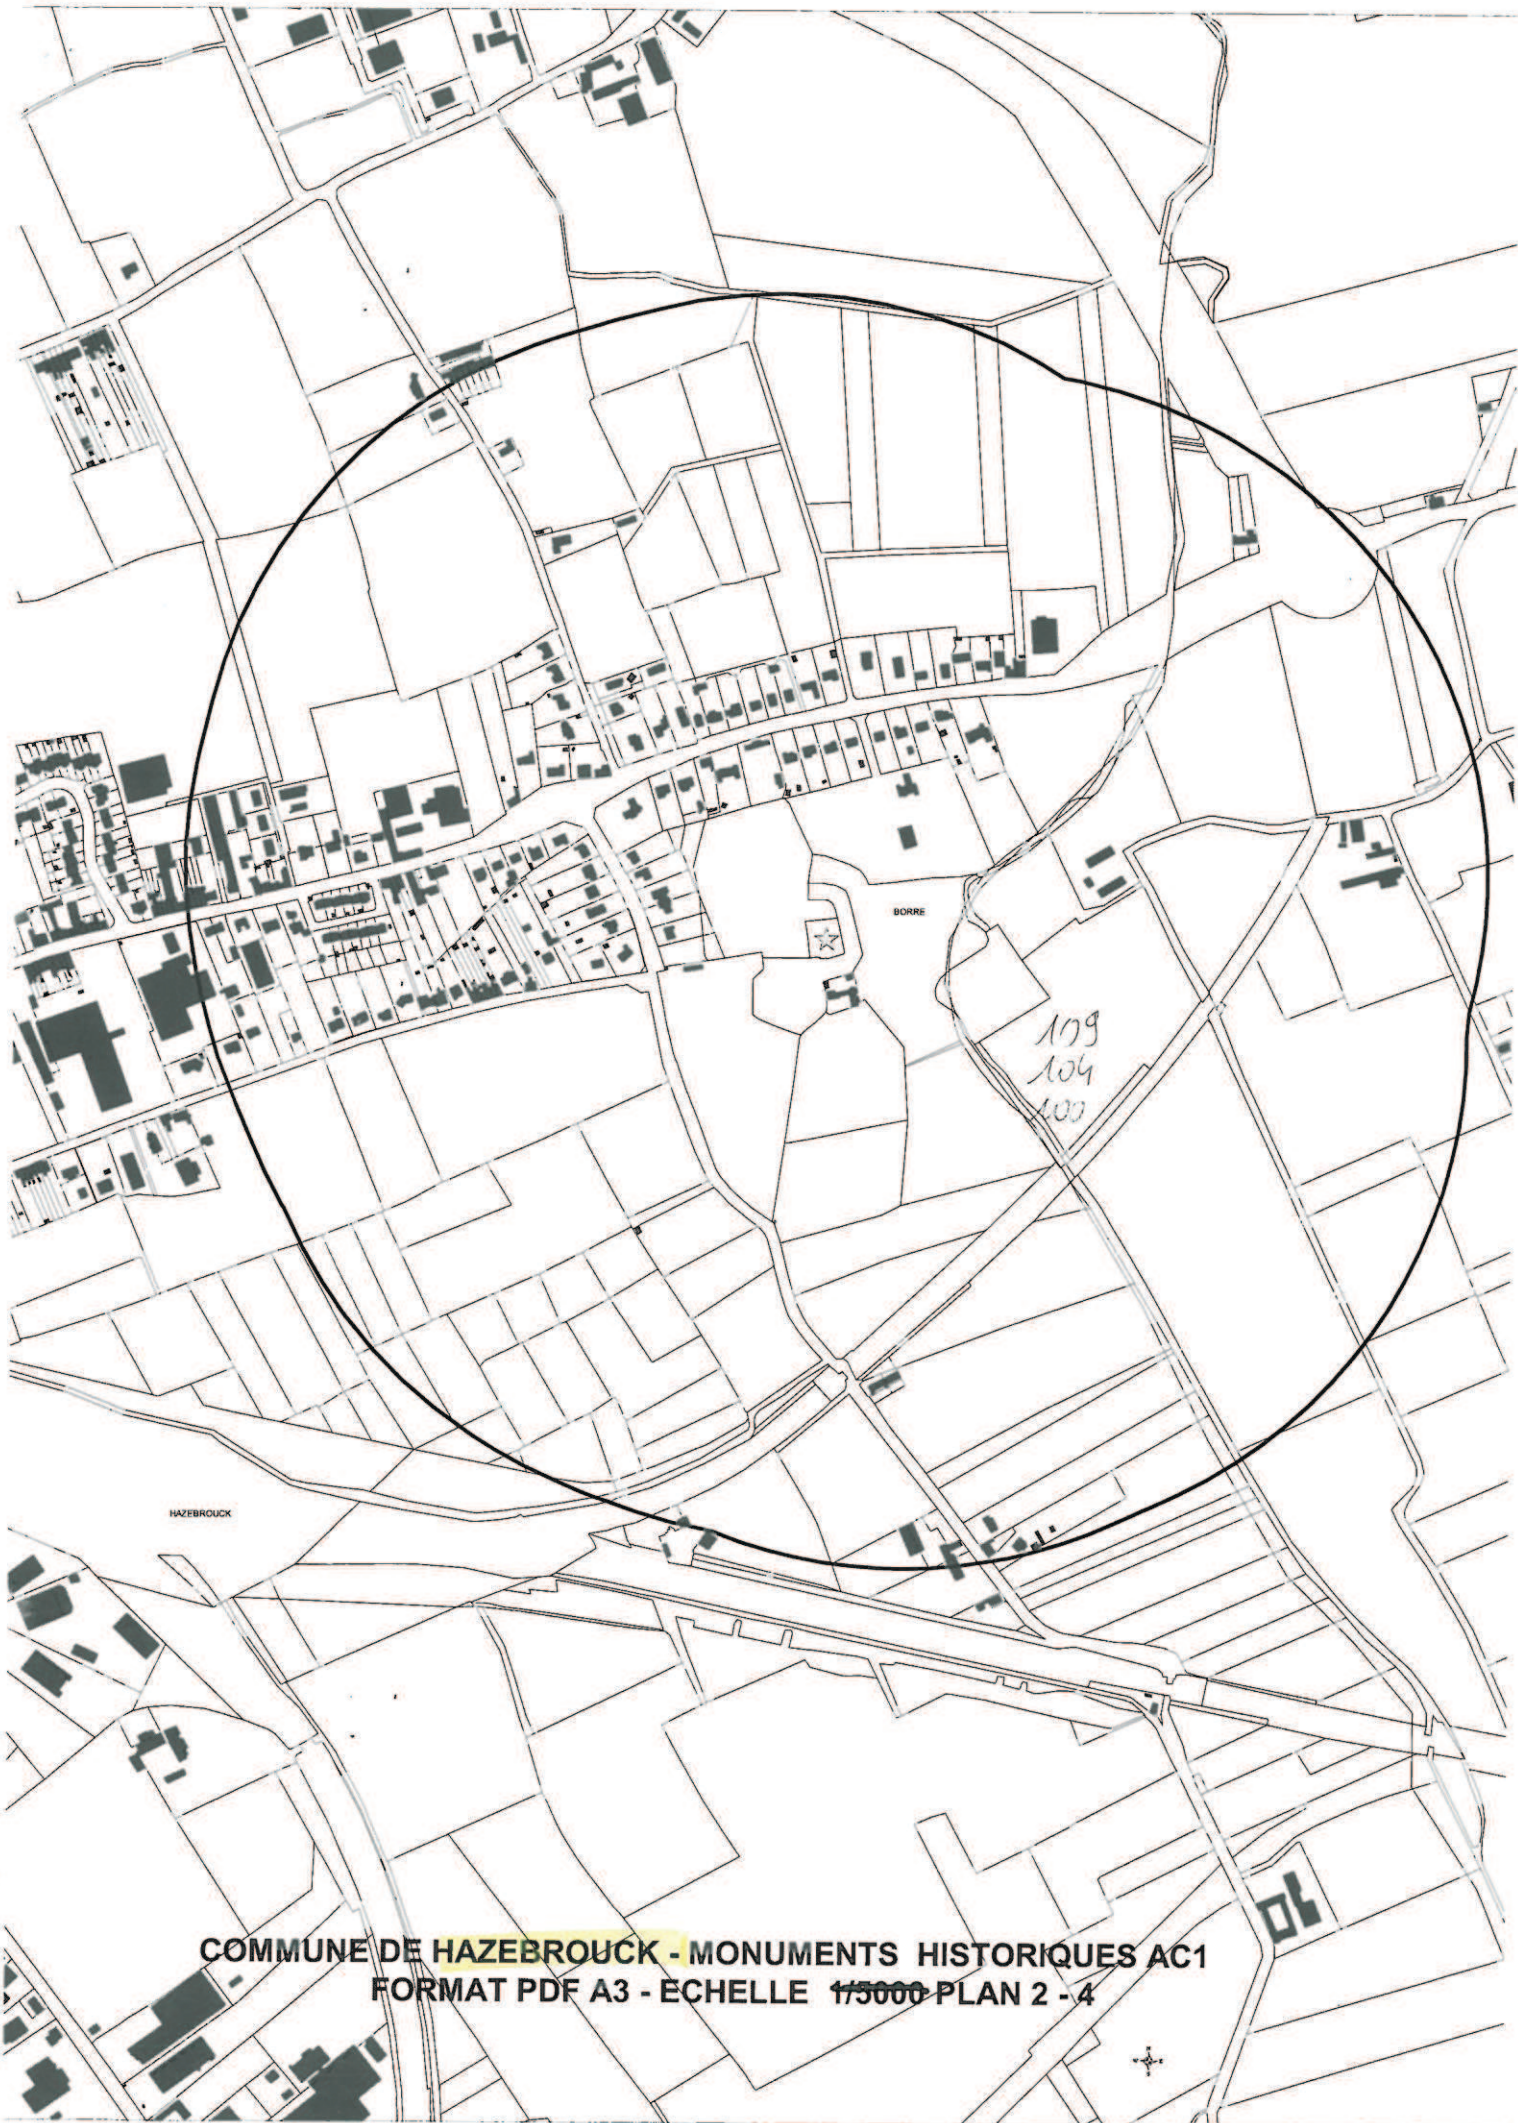 BORRE
109
104
100
HAZEBROUCK
COMMUNE DE HAZEBROUCK - MONUMENTS HISTORIQUES AC1
FORMAT PDF A3 - ECHELLE 1/5000 PLAN 2 - 4